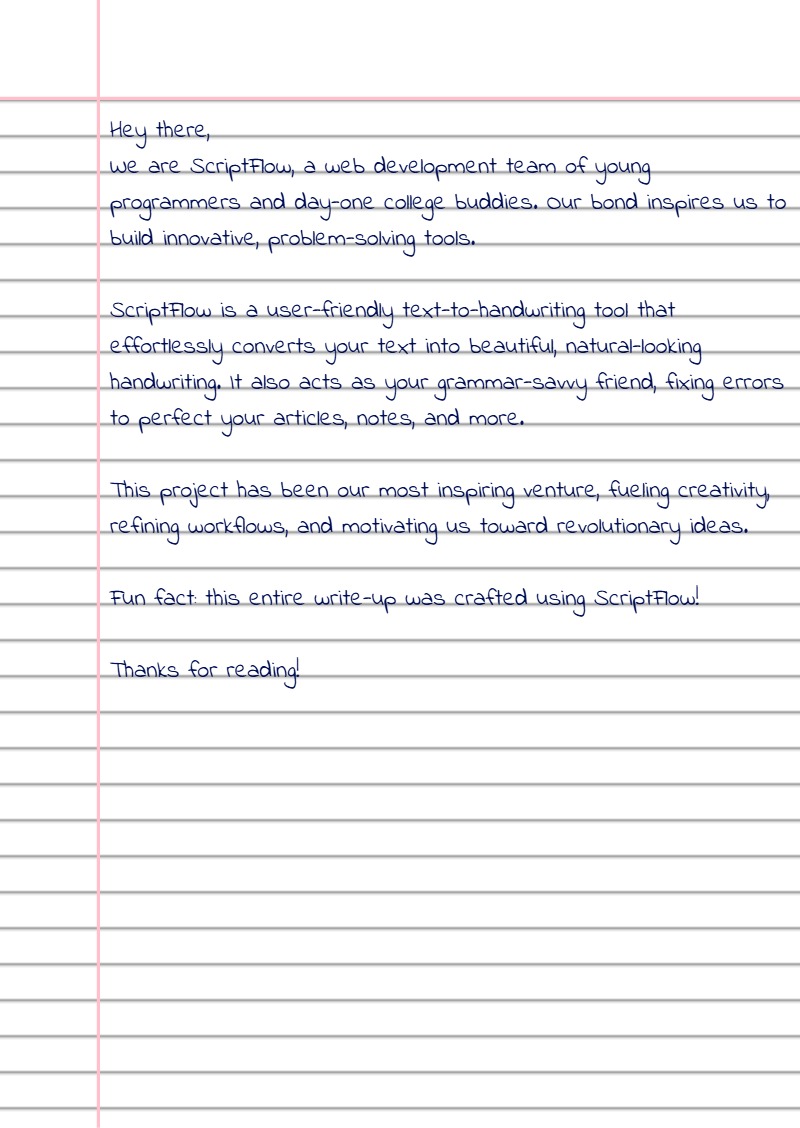 Hey there,
We are ScriptFlow, a web development team of young
programmers and day-one college buddies. Our bond inspires us to
build innovative, problem-solving tools.
ScriptFlow is a user-friendly text-to-handwriting tool that
effortlessly converts your text into beautiful, natural-looking
handwriting. It also acts as your grammar-savvy friend, fixing errors
to perfect your articles, notes, and more.
This project has been our most inspiring venture, fueling creativity,
refining workflows, and motivating us toward revolutionary ideas.
Fun fact: this entire write-up was crafted using ScriptFlow!
Thanks for reading!